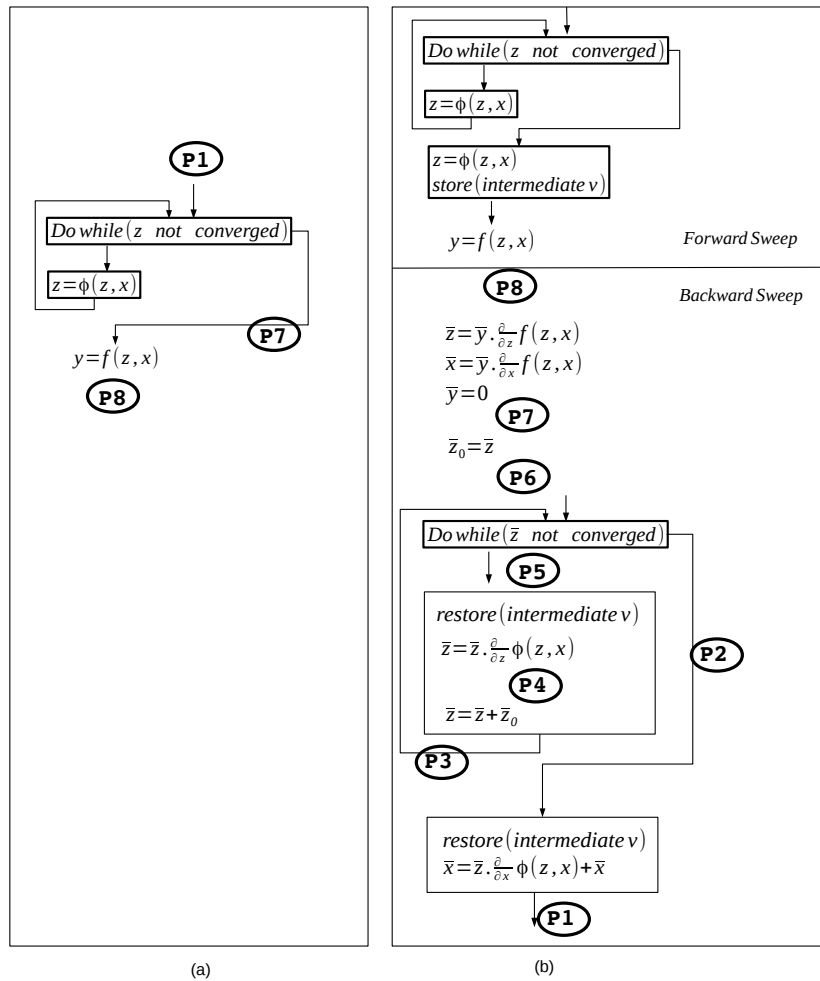 P1
Do while(z not converged)
z=ϕ(z,x)
P7
y=f(z,x)
P8
(a)
Do while(z not converged)
z=ϕ(z,x)
z=ϕ(z,x)
store(intermediate v)
y=f(z,x)
Forward Sweep
P8
Backward Sweep
z̅=y̅.∂/∂z f(z,x)
x̅=y̅.∂/∂x f(z,x)
y̅=0
P7
z̅₀=z̅
P6
Do while(z̅ not converged)
P5
restore(intermediate v)
z̅=z̅.∂/∂z ϕ(z,x)
P2
P4
z̅=z̅+z̅₀
P3
restore(intermediate v)
x̅=z̅.∂/∂x ϕ(z,x)+x̅
P1
(b)